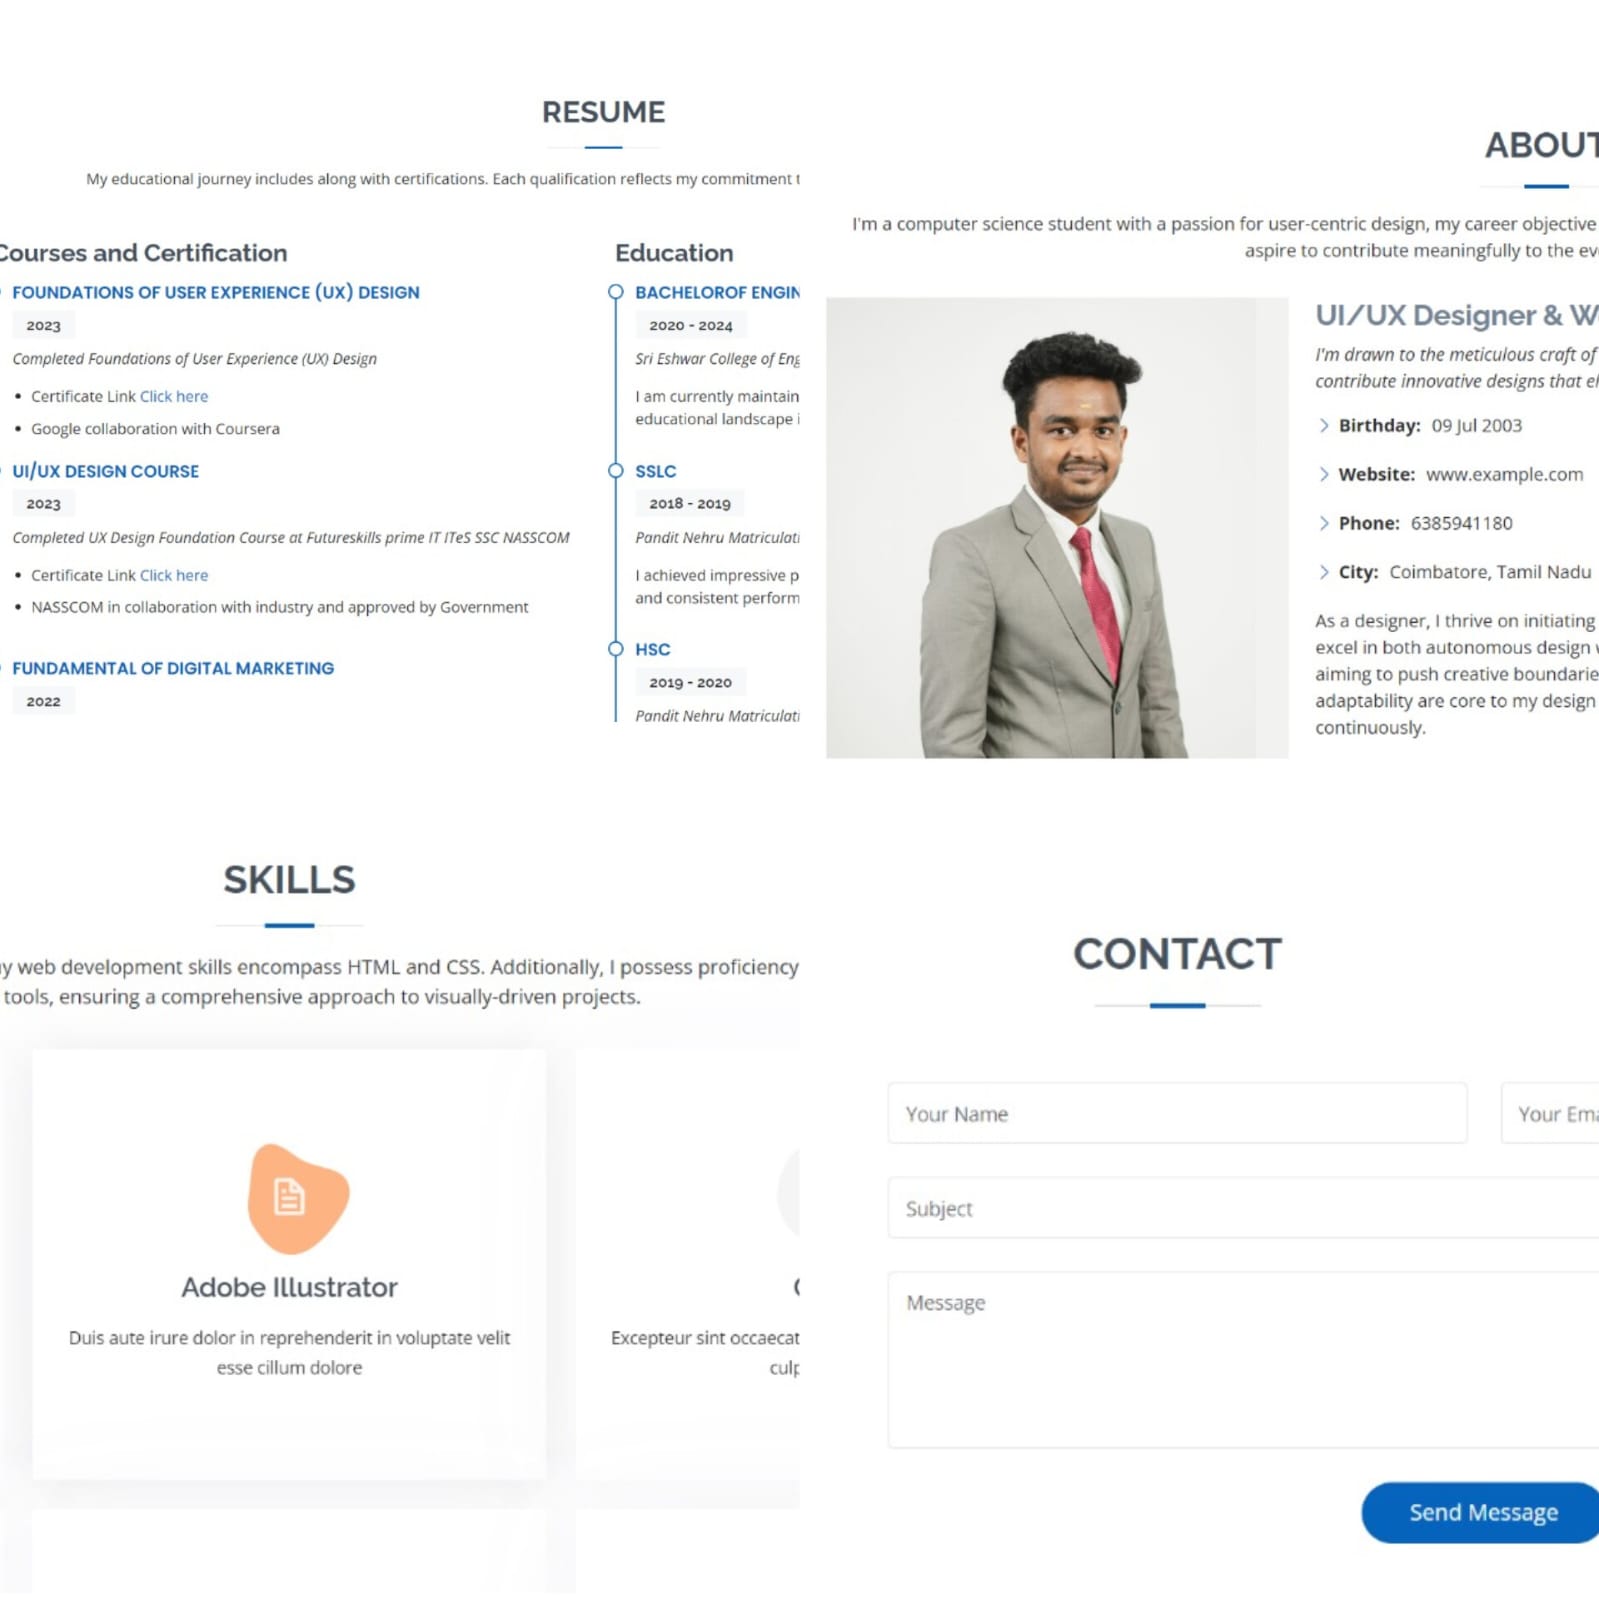 RESUME
My educational journey includes along with certifications. Each qualification reflects my commitment
Courses and Certification
FOUNDATIONS OF USER EXPERIENCE (UX) DESIGN
2023
Completed Foundations of User Experience (UX) Design
• Certificate Link Click here
• Google collaboration with Coursera
UI/UX DESIGN COURSE
2023
Completed UX Design Foundation Course at Futureskills prime IT ITeS SSC NASSCOM
• Certificate Link Click here
• NASSCOM in collaboration with industry and approved by Government
FUNDAMENTAL OF DIGITAL MARKETING
2022
Education
BACHELOROF ENGIN
2020 - 2024
Sri Eshwar College of Eng
I am currently maintain
educational landscape i
SSLC
2018 - 2019
Pandit Nehru Matriculati
I achieved impressive p
and consistent perform
HSC
2019 - 2020
Pandit Nehru Matriculati
ABOUT
I'm a computer science student with a passion for user-centric design, my career objective
aspire to contribute meaningfully to the ev
UI/UX Designer & W
I'm drawn to the meticulous craft of
contribute innovative designs that el
Birthday: 09 Jul 2003
Website: www.example.com
Phone: 6385941180
City: Coimbatore, Tamil Nadu
As a designer, I thrive on initiating
excel in both autonomous design
aiming to push creative boundarie
adaptability are core to my design
continuously.
SKILLS
y web development skills encompass HTML and CSS. Additionally, I possess proficiency
tools, ensuring a comprehensive approach to visually-driven projects.
Adobe Illustrator
Duis aute irure dolor in reprehenderit in voluptate velit
esse cillum dolore
Excepteur sint occaecat
culp
CONTACT
Your Name
Your Ema
Subject
Message
Send Message